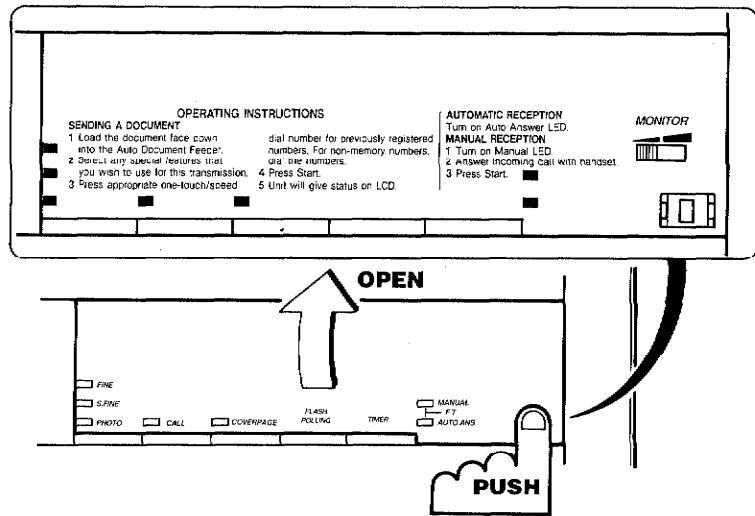 OPERATING INSTRUCTIONS
SENDING A DOCUMENT
1 Load the document face down
into the Auto Document Feeder.
2 Select any special features that
you wish to use for this transmission.
3 Press appropriate one-touch/speed
dial number for previously registered
numbers. For non-memory numbers,
dial the numbers.
4 Press Start.
5 Unit will give status on LCD.
AUTOMATIC RECEPTION
Turn on Auto Answer LED.
MANUAL RECEPTION
1 Turn on Manual LED.
2 Answer incoming call with handset.
3 Press Start.
MONITOR
OPEN
FINE
S.FINE
PHOTO
CALL
COVERPAGE
FLASH
POLLING
TIMER
MANUAL
F T
AUTO ANS
PUSH